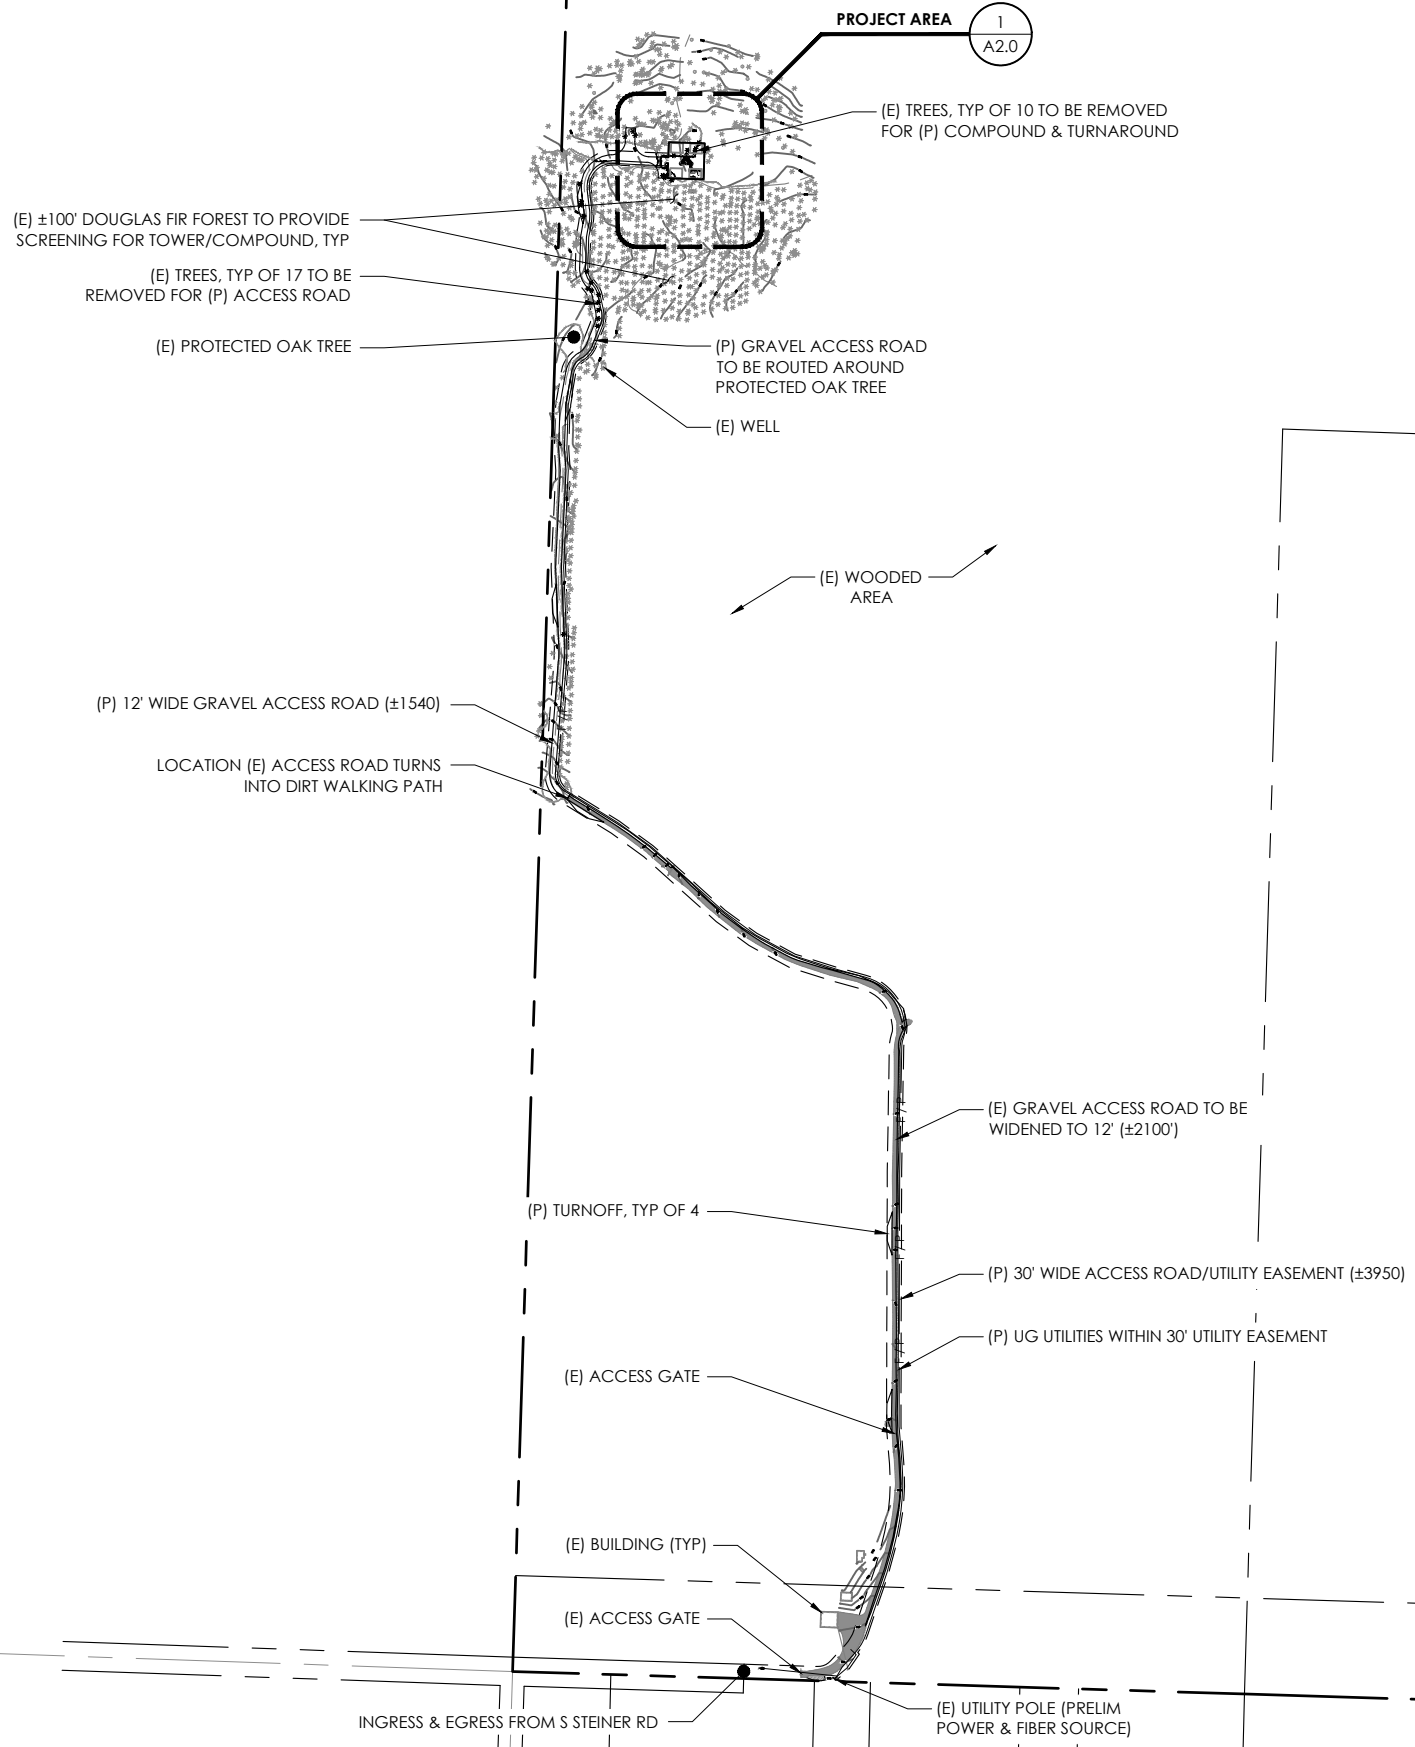 PROJECT AREA
1
A2.0
(E) TREES, TYP OF 10 TO BE REMOVED
FOR (P) COMPOUND & TURNAROUND
(E) ±100' DOUGLAS FIR FOREST TO PROVIDE
SCREENING FOR TOWER/COMPOUND, TYP
(E) TREES, TYP OF 17 TO BE
REMOVED FOR (P) ACCESS ROAD
(E) PROTECTED OAK TREE
(P) GRAVEL ACCESS ROAD
TO BE ROUTED AROUND
PROTECTED OAK TREE
(E) WELL
(E) WOODED
AREA
(P) 12' WIDE GRAVEL ACCESS ROAD (±1540)
LOCATION (E) ACCESS ROAD TURNS
INTO DIRT WALKING PATH
(E) GRAVEL ACCESS ROAD TO BE
WIDENED TO 12' (±2100')
(P) TURNOFF, TYP OF 4
(P) 30' WIDE ACCESS ROAD/UTILITY EASEMENT (±3950)
(P) UG UTILITIES WITHIN 30' UTILITY EASEMENT
(E) ACCESS GATE
(E) BUILDING (TYP)
(E) ACCESS GATE
INGRESS & EGRESS FROM S STEINER RD
(E) UTILITY POLE (PRELIM
POWER & FIBER SOURCE)